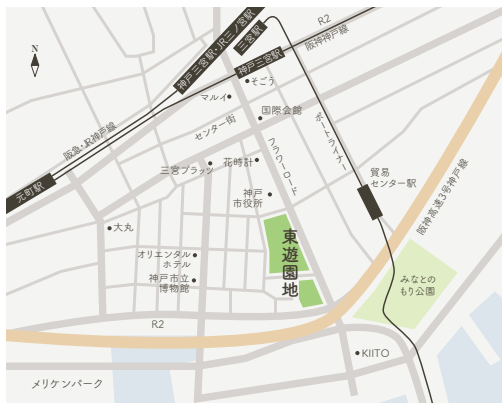 N
神戸三宮駅・JR三ノ宮駅
三宮駅
神戸三宮駅
R2
阪神神戸線
そごう
マルイ
国際会館
センター街
ポートライナー
阪急・JR神戸線
三宮プラッツ
花時計
フラワーロード
元町駅
神戸
市役所
貿易
センター駅
阪神高速3号神戸線
大丸
東遊園地
オリエンタル
ホテル
神戸市立
博物館
みなとの
もり公園
R2
KIITO
メリケンパーク